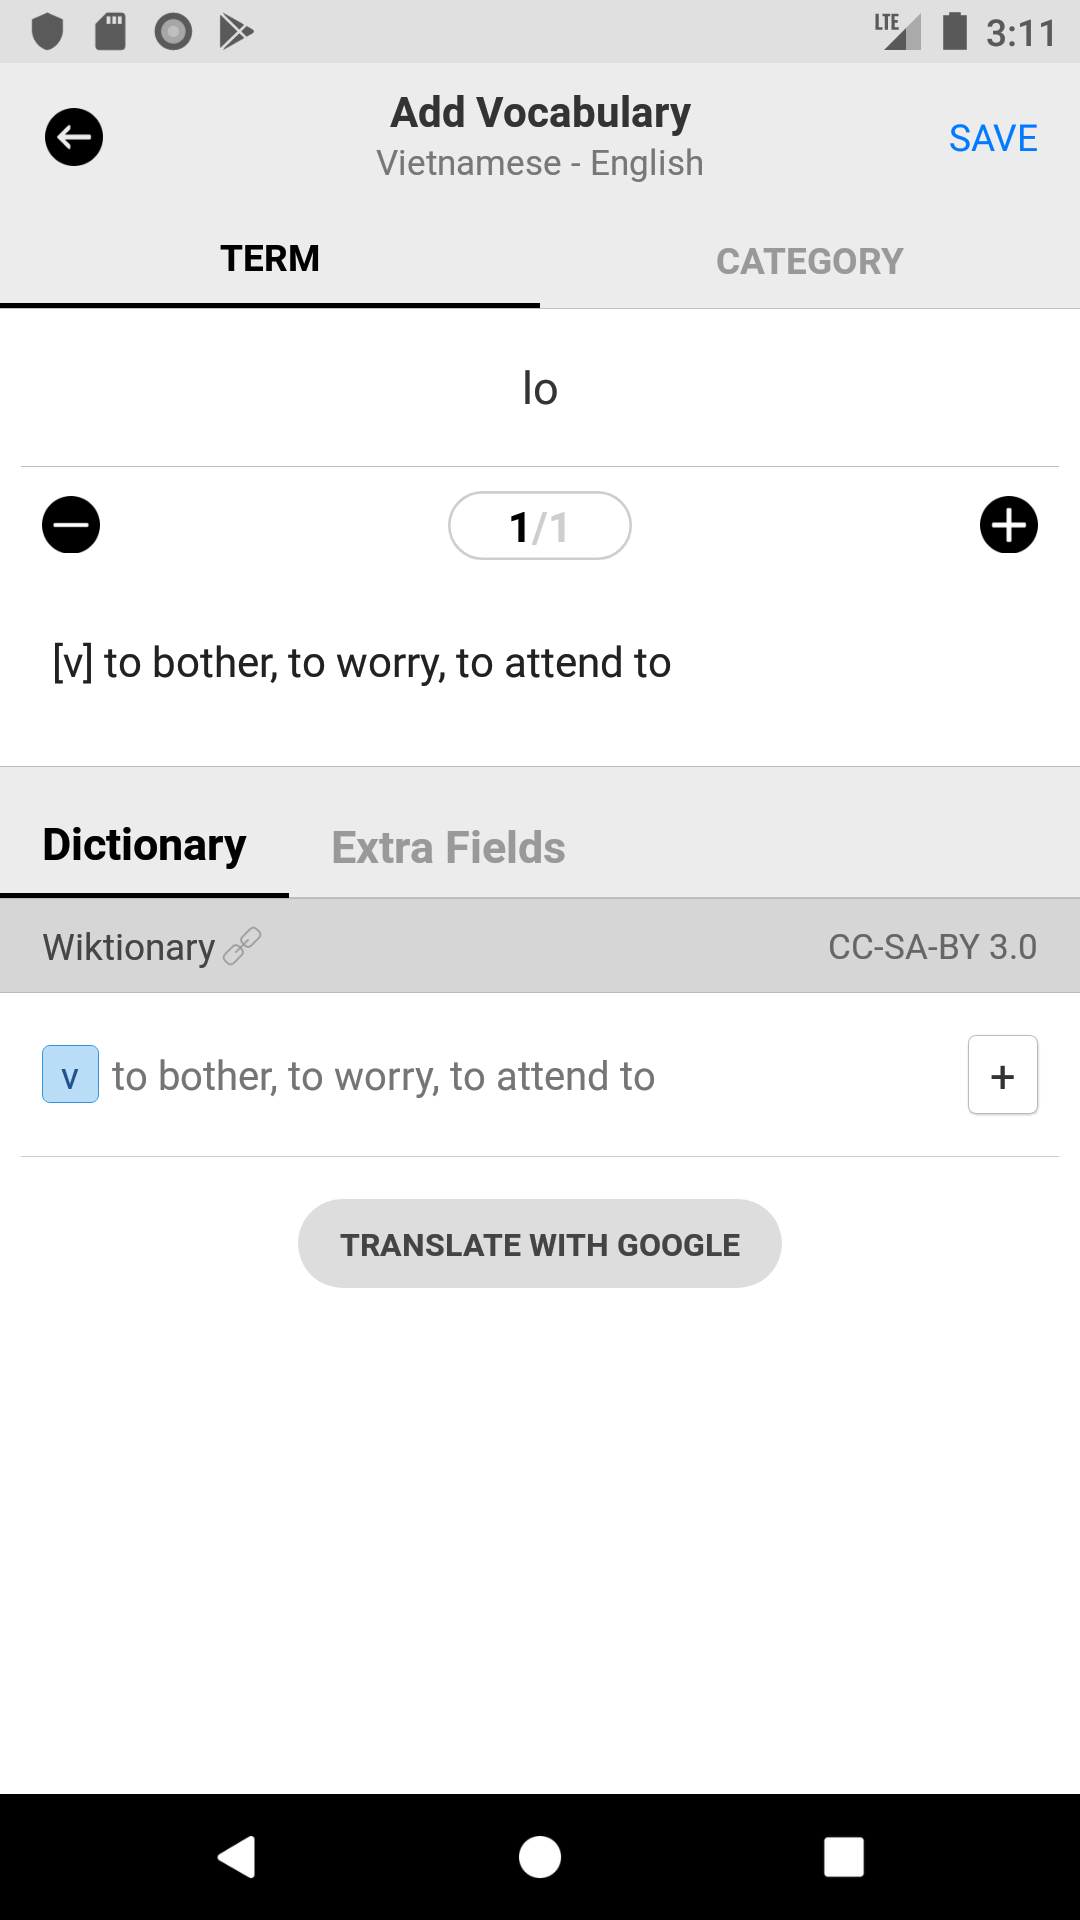 LTE 3:11
Add Vocabulary
Vietnamese - English
SAVE
TERM
CATEGORY
lo
1/1
[v] to bother, to worry, to attend to
Dictionary
Extra Fields
Wiktionary
CC-SA-BY 3.0
v to bother, to worry, to attend to
+
TRANSLATE WITH GOOGLE